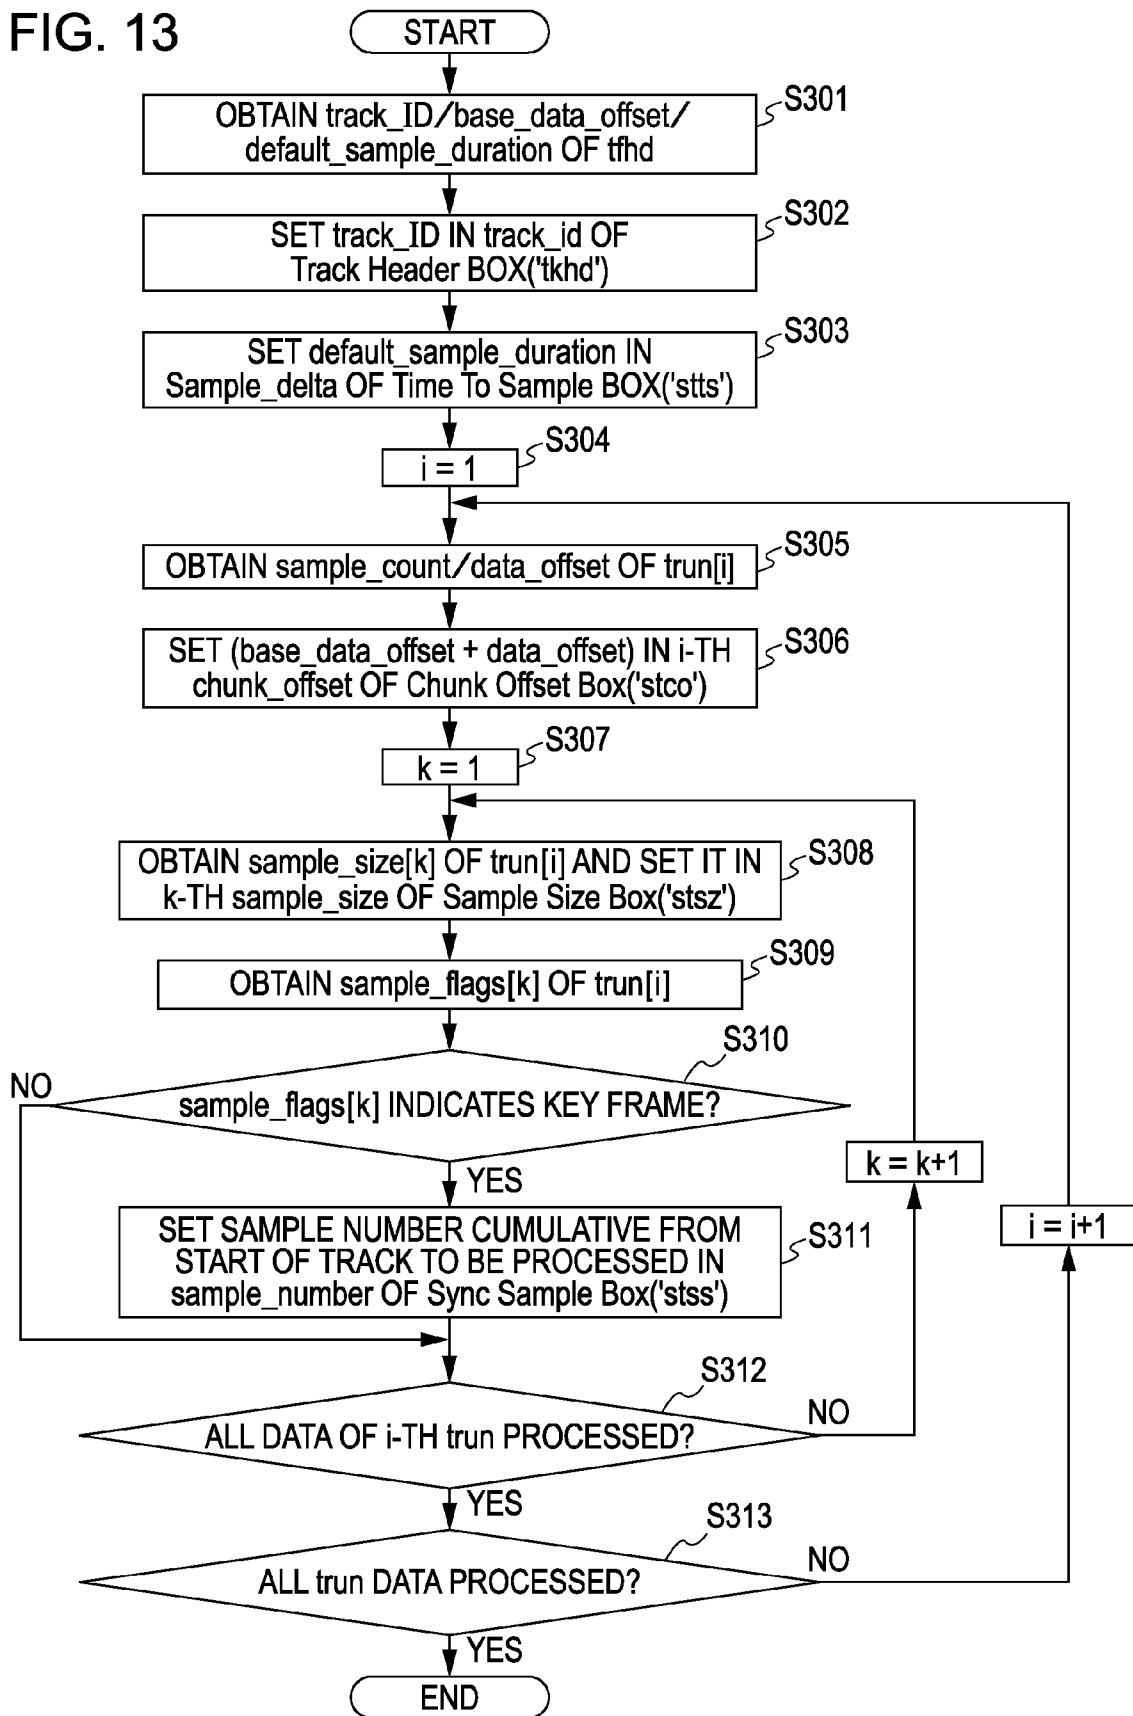 FIG. 13
START
OBTAIN track_ID/base_data_offset/
default_sample_duration OF tfhd
S301
SET track_ID IN track_id OF
Track Header BOX('tkhd')
S302
SET default_sample_duration IN
Sample_delta OF Time To Sample BOX('stts')
S303
i = 1
S304
OBTAIN sample_count/data_offset OF trun[i]
S305
SET (base_data_offset + data_offset) IN i-TH
chunk_offset OF Chunk Offset Box('stco')
S306
k = 1
S307
OBTAIN sample_size[k] OF trun[i] AND SET IT IN
k-TH sample_size OF Sample Size Box('stsz')
S308
OBTAIN sample_flags[k] OF trun[i]
S309
sample_flags[k] INDICATES KEY FRAME?
S310
NO
YES
k = k+1
i = i+1
SET SAMPLE NUMBER CUMULATIVE FROM
START OF TRACK TO BE PROCESSED IN
sample_number OF Sync Sample Box('stss')
S311
ALL DATA OF i-TH trun PROCESSED?
S312
NO
YES
ALL trun DATA PROCESSED?
S313
NO
YES
END